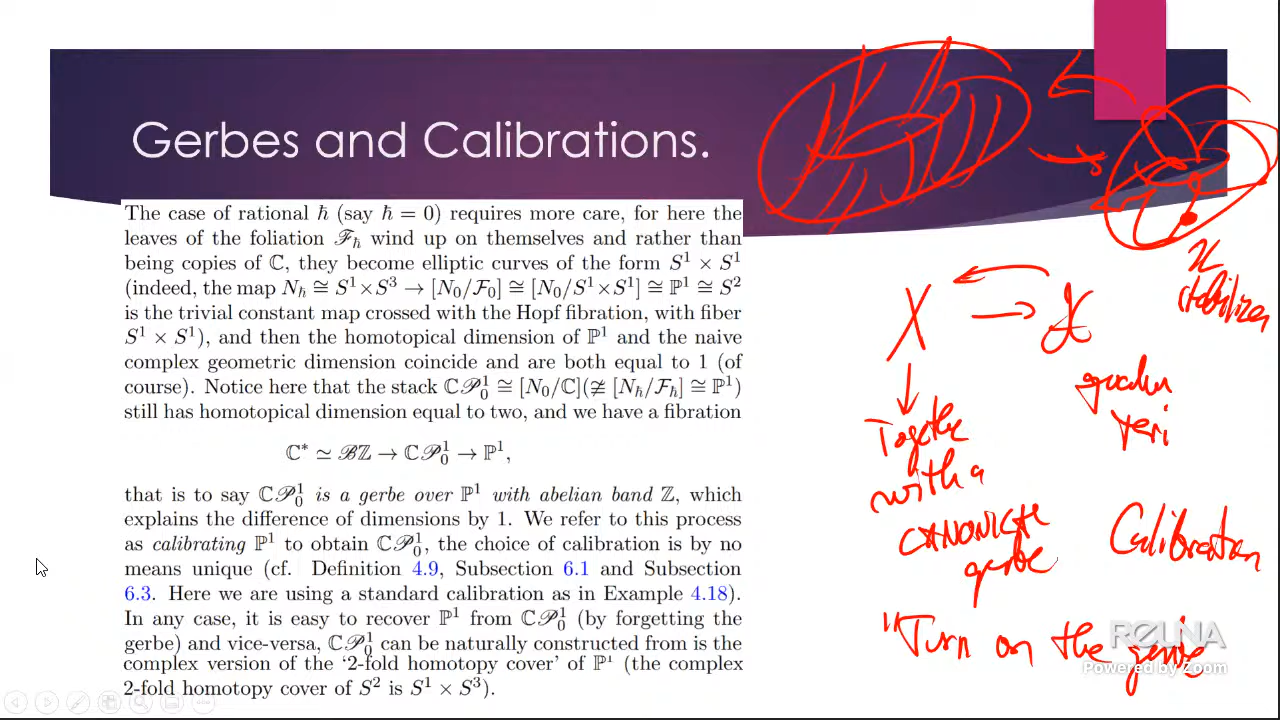 Gerbes and Calibrations.
The case of rational ℏ (say ℏ = 0) requires more care, for here the
leaves of the foliation ℱℏ wind up on themselves and rather than
being copies of ℂ, they become elliptic curves of the form S¹ × S¹
(indeed, the map Nℏ ≅ S¹×S³ → [N₀/ℱ₀] ≅ [N₀/S¹×S¹] ≅ ℙ¹ ≅ S²
is the trivial constant map crossed with the Hopf fibration, with fiber
S¹ × S¹), and then the homotopical dimension of ℙ¹ and the naive
complex geometric dimension coincide and are both equal to 1 (of
course). Notice here that the stack ℂ𝒫¹₀ ≅ [N₀/ℂ](≇ [Nℏ/ℱℏ] ≅ ℙ¹)
still has homotopical dimension equal to two, and we have a fibration
ℂ* ≃ ℬℤ → ℂ𝒫¹₀ → ℙ¹,
that is to say ℂ𝒫¹₀ is a gerbe over ℙ¹ with abelian band ℤ, which
explains the difference of dimensions by 1. We refer to this process
as calibrating ℙ¹ to obtain ℂ𝒫¹₀, the choice of calibration is by no
means unique (cf. Definition 4.9, Subsection 6.1 and Subsection
6.3. Here we are using a standard calibration as in Example 4.18).
In any case, it is easy to recover ℙ¹ from ℂ𝒫¹₀ (by forgetting the
gerbe) and vice-versa, ℂ𝒫¹₀ can be naturally constructed from is the
complex version of the '2-fold homotopy cover' of ℙ¹ (the complex
2-fold homotopy cover of S² is S¹ × S³).
X → 𝒳
Together
with a
CANONICAL
gerbe
Calibration
"Turn on the gerbe
REUNA
Powered by Zoom